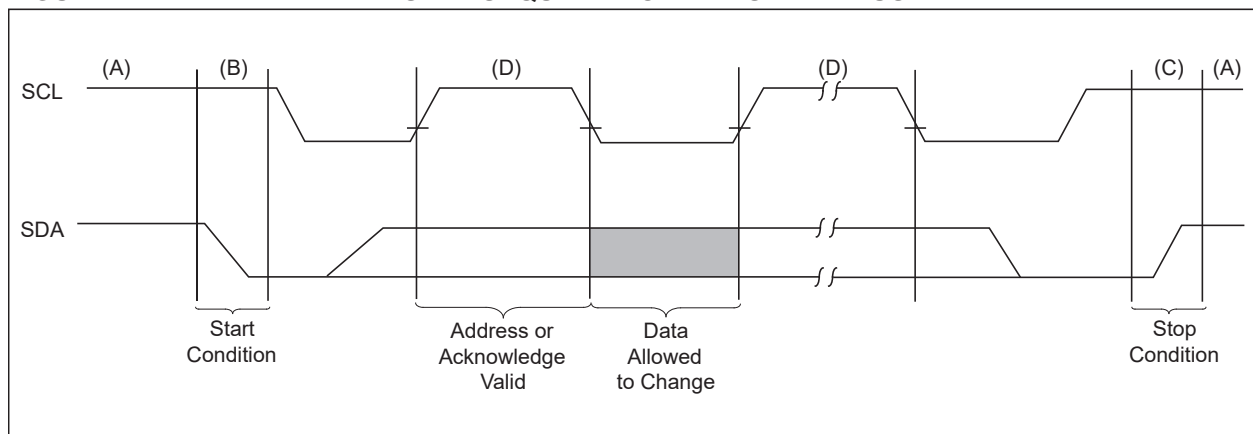 (A) (B) (D) (D) (C) (A)
SCL
SDA
Start
Condition
Address or
Acknowledge
Valid
Data
Allowed
to Change
Stop
Condition